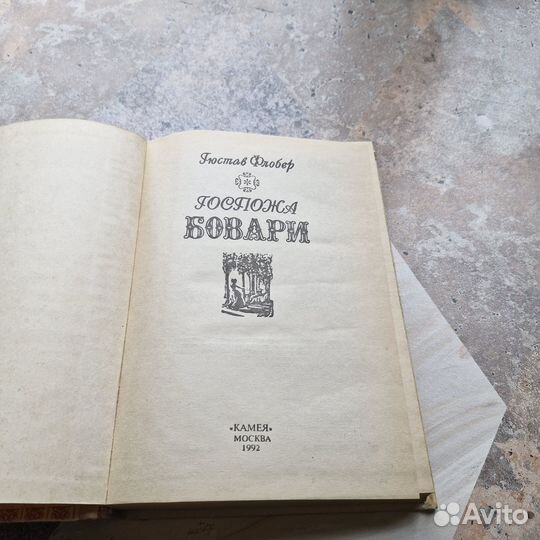 Гюстав Флобер
ГОСПОЖА
БОВАРИ
«КАМЕЯ»
МОСКВА
1992
Avito